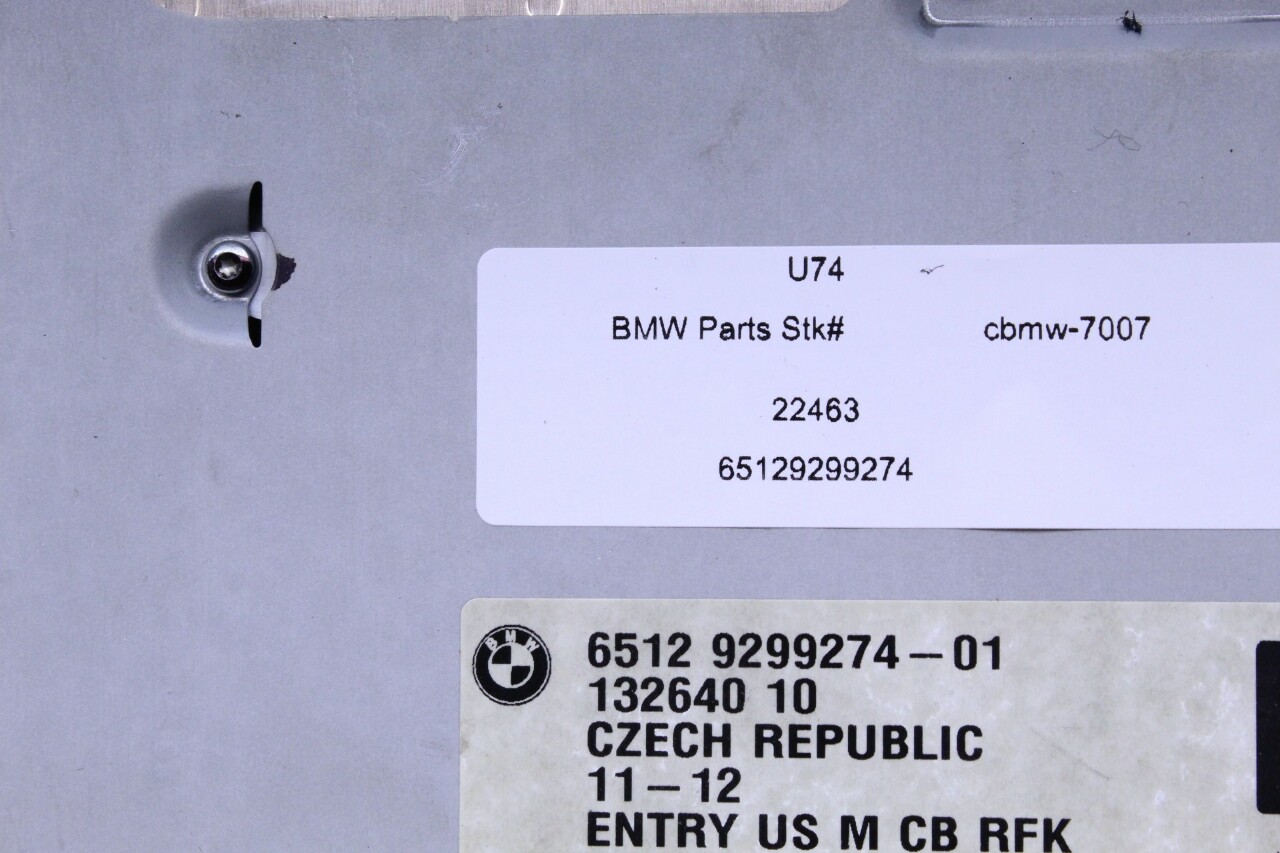 U74
BMW Parts Stk# cbmw-7007
22463
65129299274
BMW
6512 9299274-01
132640 10
CZECH REPUBLIC
11-12
ENTRY US M CB RFK